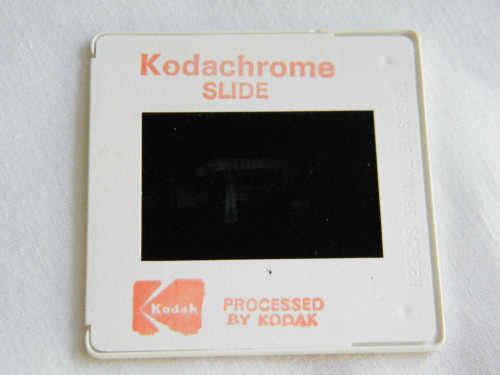 Kodachrome
SLIDE
Kodak
PROCESSED
BY KODAK